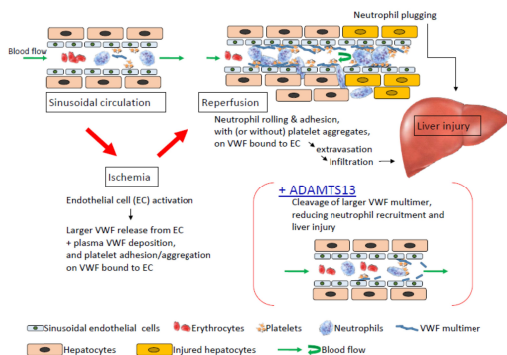 Neutrophil plugging
Blood flow
Sinusoidal circulation
Reperfusion
Neutrophil rolling & adhesion,
with (or without) platelet aggregates,
on VWF bound to EC
extravasation
infiltration
Liver injury
Ischemia
Endothelial cell (EC) activation
Larger VWF release from EC
+ plasma VWF deposition,
and platelet adhesion/aggregation
on VWF bound to EC
+ ADAMTS13
Cleavage of larger VWF multimer,
reducing neutrophil recruitment and
liver injury
Sinusoidal endothelial cells
Erythrocytes
Platelets
Neutrophils
VWF multimer
Hepatocytes
Injured hepatocytes
Blood flow